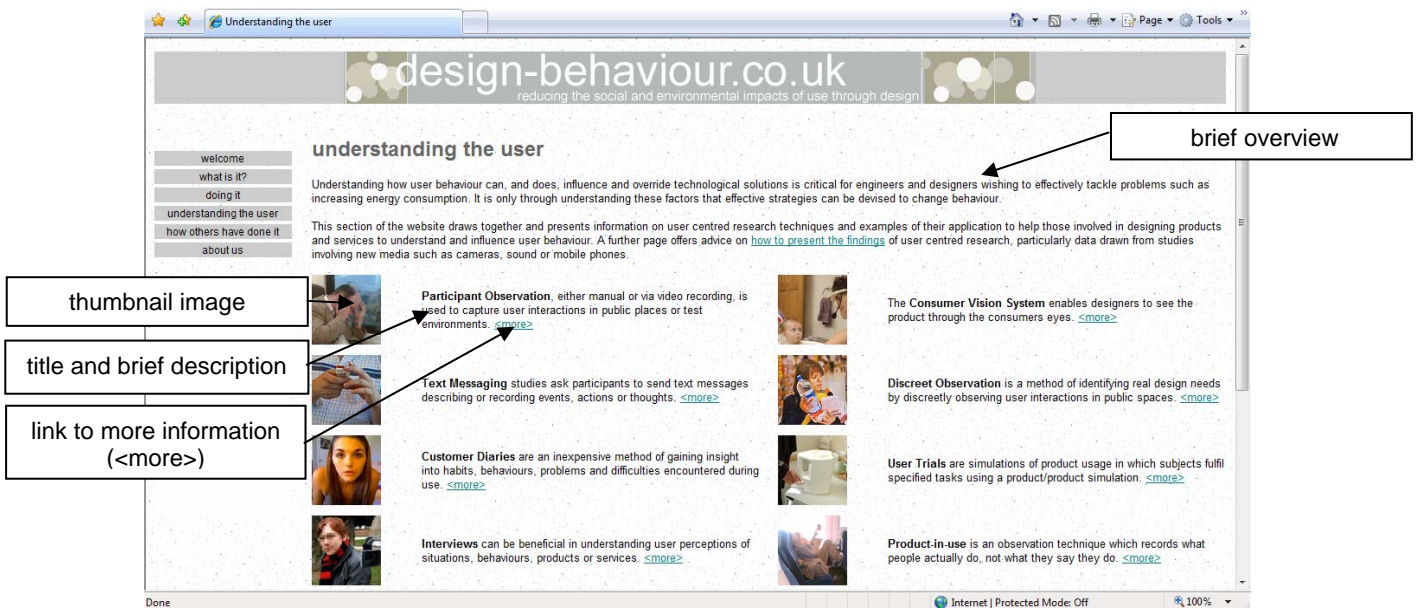 Understanding the user
Page
Tools
design-behaviour.co.uk
reducing the social and environmental impacts of use through design
brief overview
welcome
what is it?
doing it
understanding the user
how others have done it
about us
understanding the user
Understanding how user behaviour can, and does, influence and override technological solutions is critical for engineers and designers wishing to effectively tackle problems such as
increasing energy consumption. It is only through understanding these factors that effective strategies can be devised to change behaviour.
This section of the website draws together and presents information on user centred research techniques and examples of their application to help those involved in designing products
and services to understand and influence user behaviour. A further page offers advice on how to present the findings of user centred research, particularly data drawn from studies
involving new media such as cameras, sound or mobile phones.
thumbnail image
title and brief description
link to more information
(<more>)
Participant Observation, either manual or via video recording, is
used to capture user interactions in public places or test
environments. <more>
The Consumer Vision System enables designers to see the
product through the consumers eyes. <more>
Text Messaging studies ask participants to send text messages
describing or recording events, actions or thoughts. <more>
Discreet Observation is a method of identifying real design needs
by discreetly observing user interactions in public spaces. <more>
Customer Diaries are an inexpensive method of gaining insight
into habits, behaviours, problems and difficulties encountered during
use. <more>
User Trials are simulations of product usage in which subjects fulfil
specified tasks using a product/product simulation. <more>
Interviews can be beneficial in understanding user perceptions of
situations, behaviours, products or services. <more>
Product-in-use is an observation technique which records what
people actually do, not what they say they do. <more>
Done
Internet | Protected Mode: Off
100%